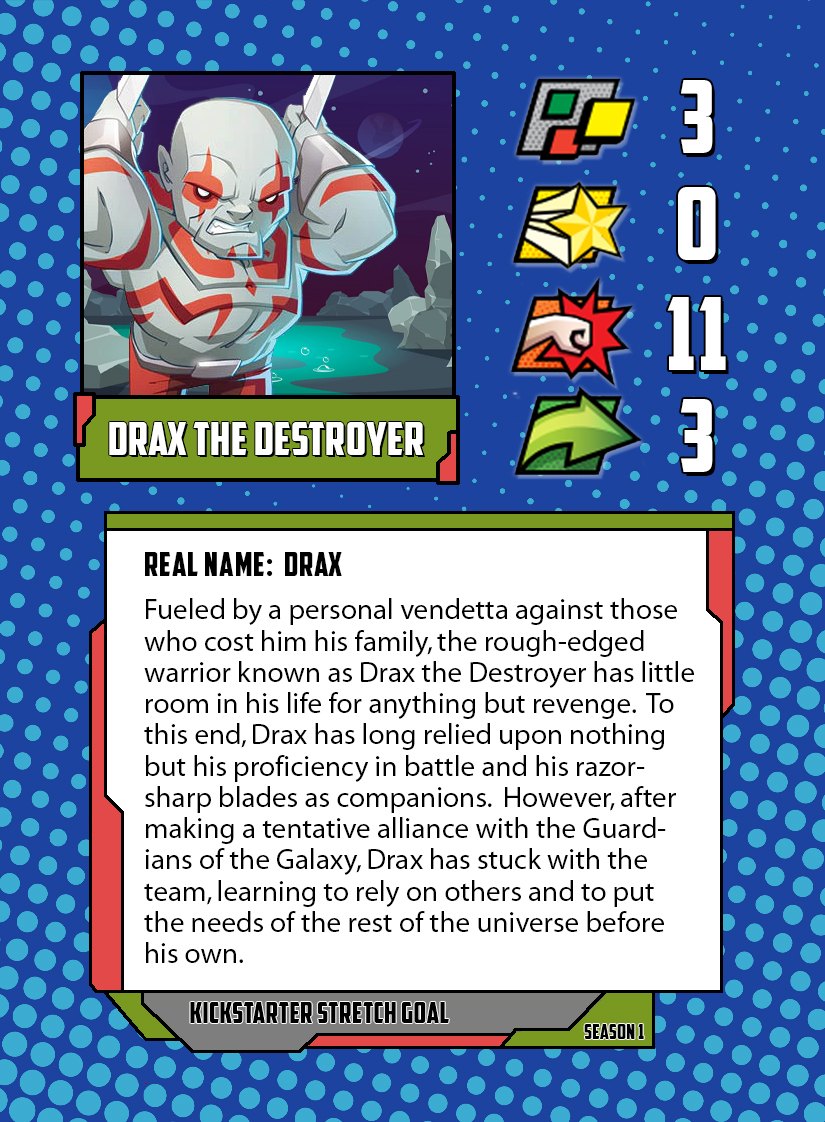 3
0
11
3
DRAX THE DESTROYER
REAL NAME: DRAX
Fueled by a personal vendetta against those
who cost him his family, the rough-edged
warrior known as Drax the Destroyer has little
room in his life for anything but revenge. To
this end, Drax has long relied upon nothing
but his proficiency in battle and his razor-
sharp blades as companions. However, after
making a tentative alliance with the Guard-
ians of the Galaxy, Drax has stuck with the
team, learning to rely on others and to put
the needs of the rest of the universe before
his own.
KICKSTARTER STRETCH GOAL
SEASON 1